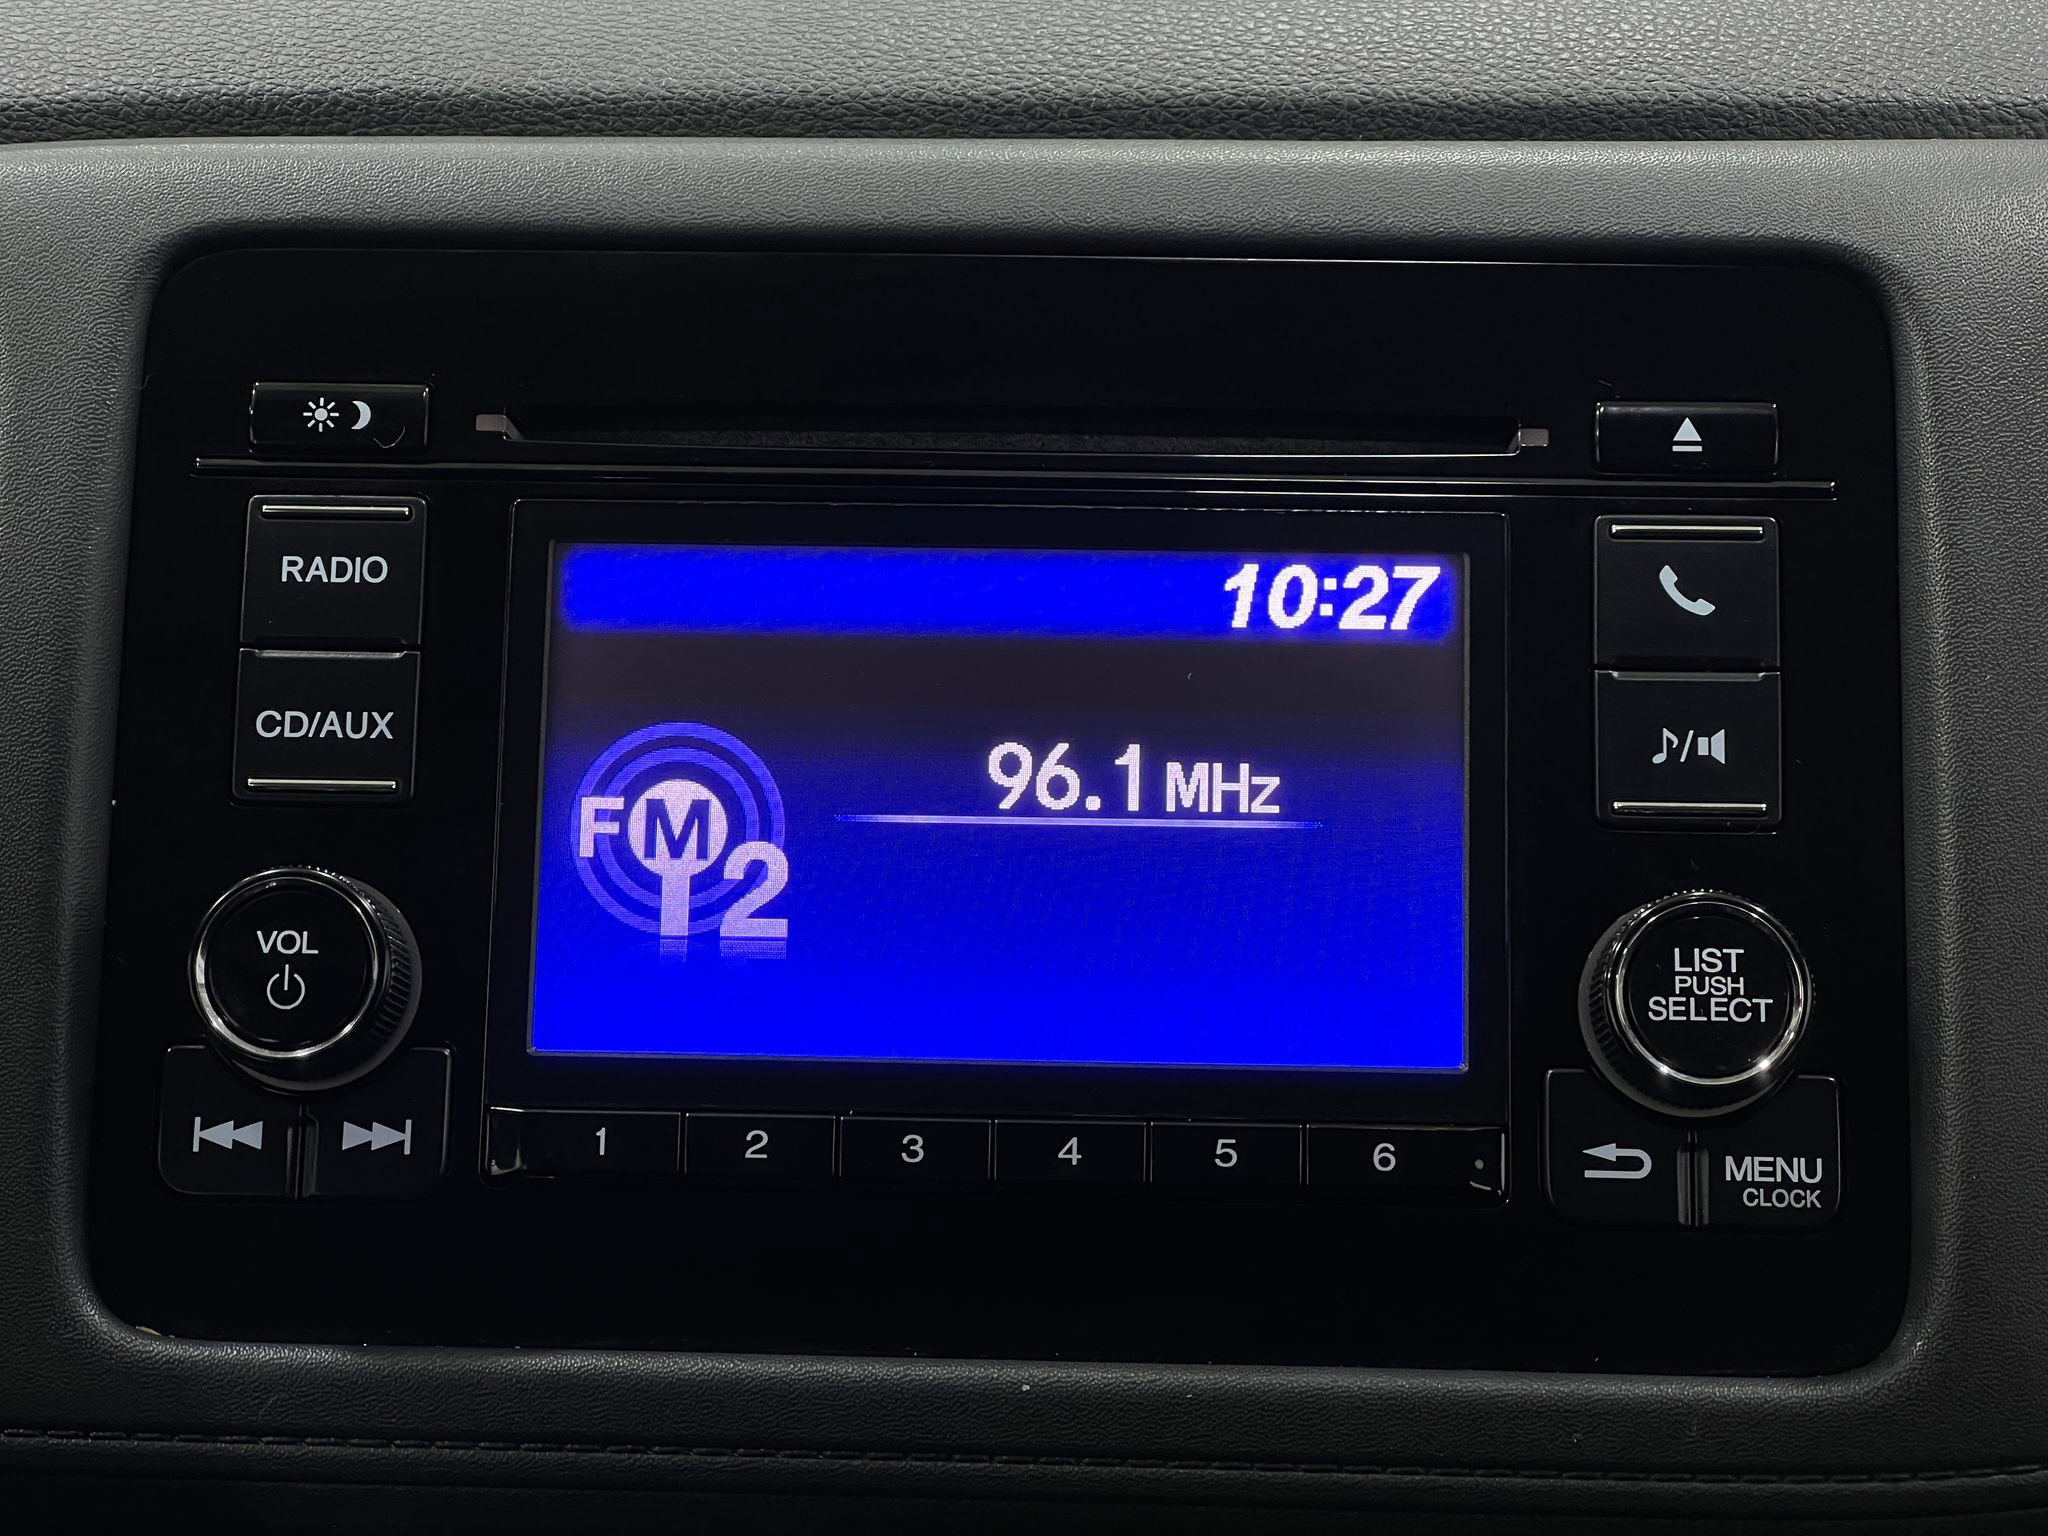 RADIO
CD/AUX
VOL
10:27
96.1 MHz
FM
2
1 2 3 4 5 6
LIST
PUSH
SELECT
MENU
CLOCK